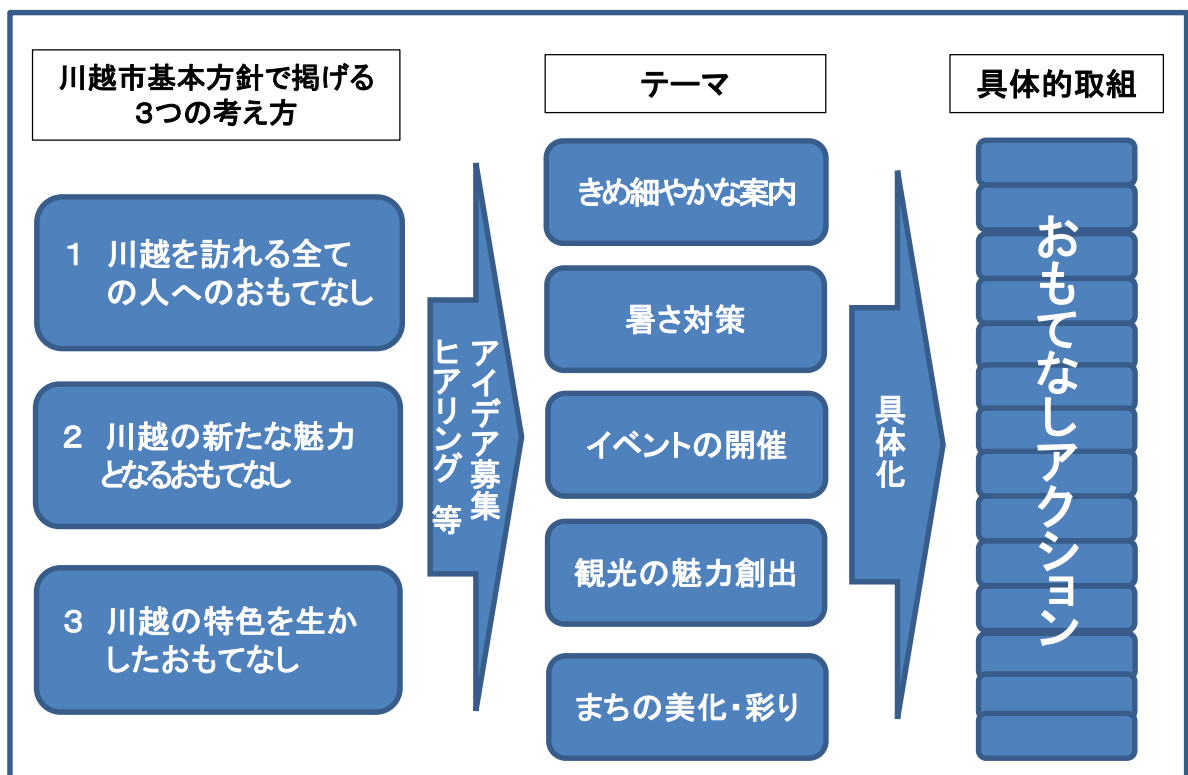 川越市基本方針で掲げる
３つの考え方
１ 川越を訪れる全て
の人へのおもてなし
２ 川越の新たな魅力
となるおもてなし
３ 川越の特色を生か
したおもてなし
アイデア募集
ヒアリング 等
テーマ
きめ細やかな案内
暑さ対策
イベントの開催
観光の魅力創出
まちの美化・彩り
具体化
具体的取組
おもてなしアクション